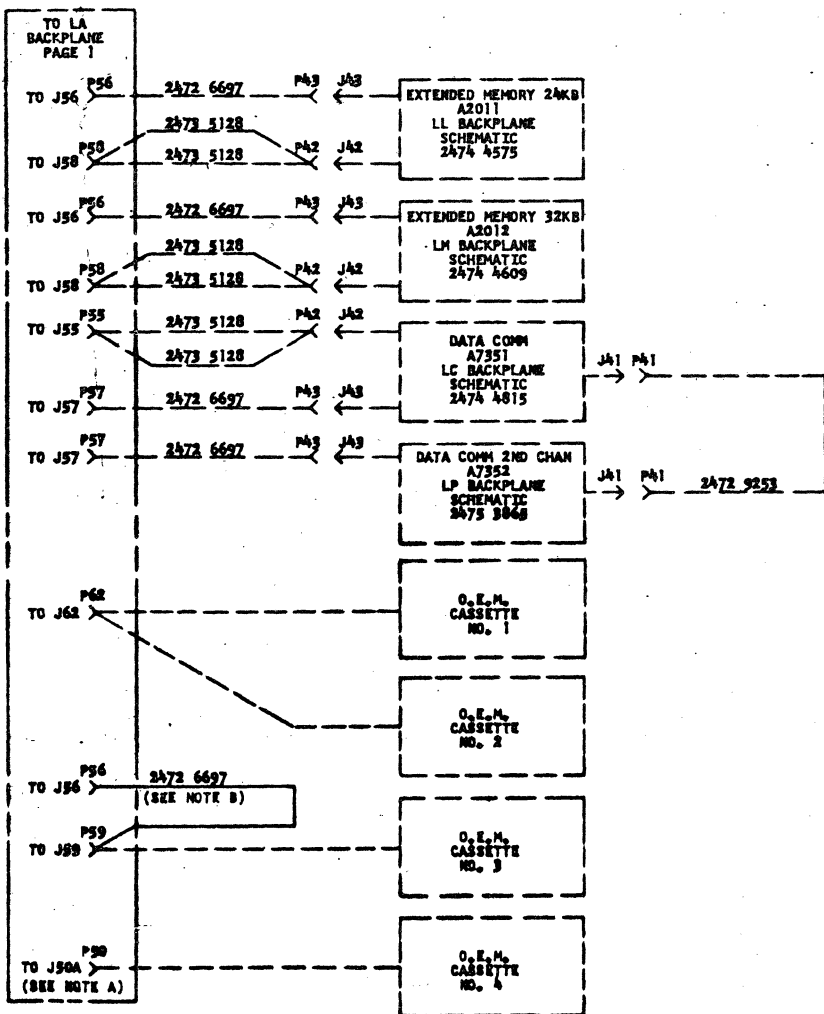 TO LA
BACKPLANE
PAGE 1
P56
TO J56
2472 6697
P43 J43
EXTENDED MEMORY 24KB
A2011
LL BACKPLANE
SCHEMATIC
2474 4575
2473 5128
P58
TO J58
2473 5128
P42 J42
P56
TO J56
2472 6697
P43 J43
EXTENDED MEMORY 32KB
A2012
LM BACKPLANE
SCHEMATIC
2474 4609
2473 5128
P58
TO J58
2473 5128
P42 J42
P55
TO J55
2473 5128
P42 J42
2473 5128
DATA COMM
A7351
LC BACKPLANE
SCHEMATIC
2474 4815
J41 P41
P57
TO J57
2472 6697
P43 J43
P57
TO J57
2472 6697
P43 J43
DATA COMM 2ND CHAN
A7352
LP BACKPLANE
SCHEMATIC
2475
J41 P41
2472 9253
P62
TO J62
O.E.M.
CASSETTE
NO. 1
O.E.M.
CASSETTE
NO. 2
P56
TO J56
2472 6697
(SEE NOTE B)
P59
TO J59
O.E.M.
CASSETTE
NO. 3
P50
TO J50A
(SEE NOTE A)
O.E.M.
CASSETTE
NO. 4